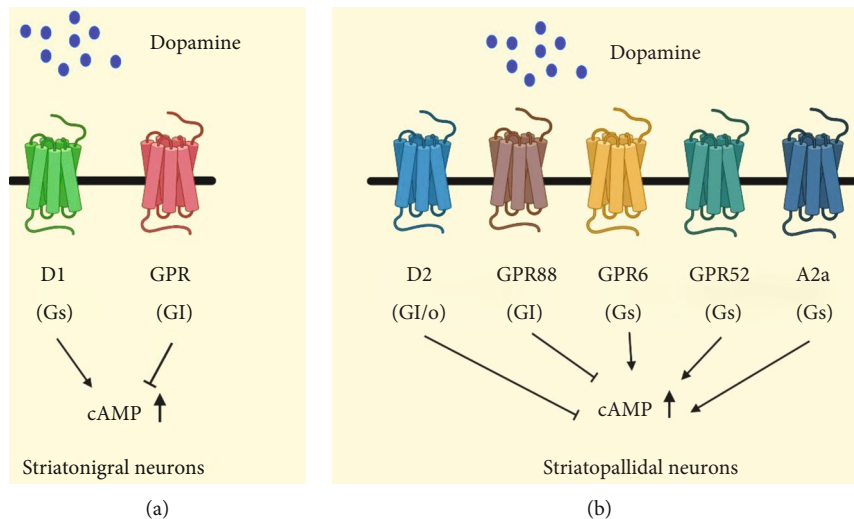 Dopamine
D1
GPR
(Gs)
(GI)
cAMP
Striatonigral neurons
(a)
Dopamine
D2
GPR88
GPR6
GPR52
A2a
(GI/o)
(GI)
(Gs)
(Gs)
(Gs)
cAMP
Striatopallidal neurons
(b)